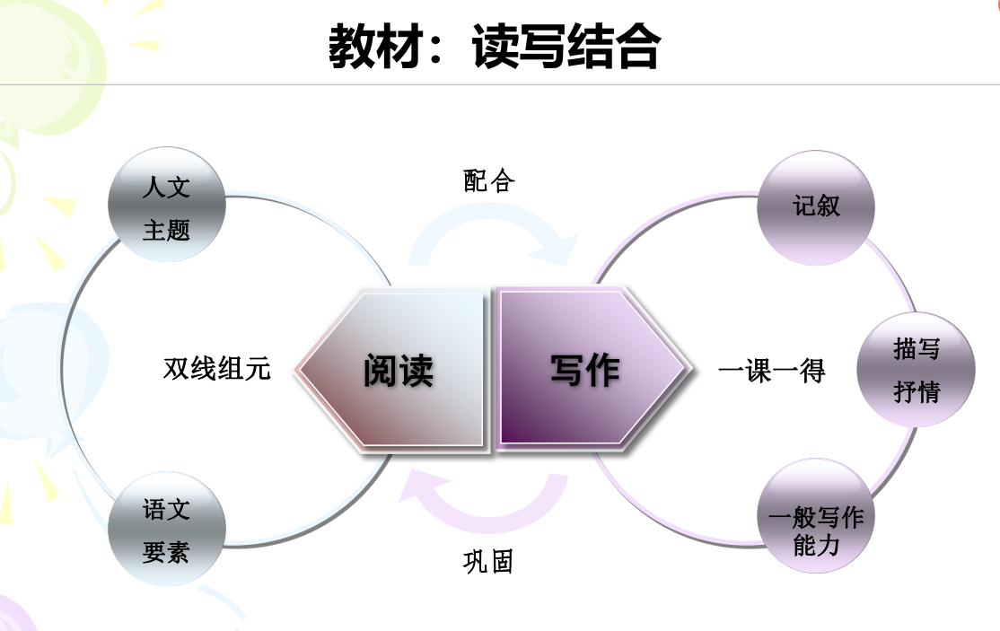 教材：读写结合
人文
主题
配合
记叙
双线组元
阅读
写作
一课一得
描写
抒情
语文
要素
巩固
一般写作
能力